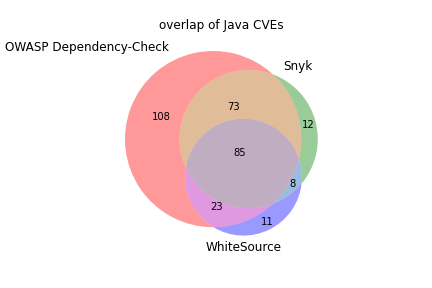 overlap of Java CVEs
OWASP Dependency-Check
Snyk
73
108
12
85
8
23
11
WhiteSource